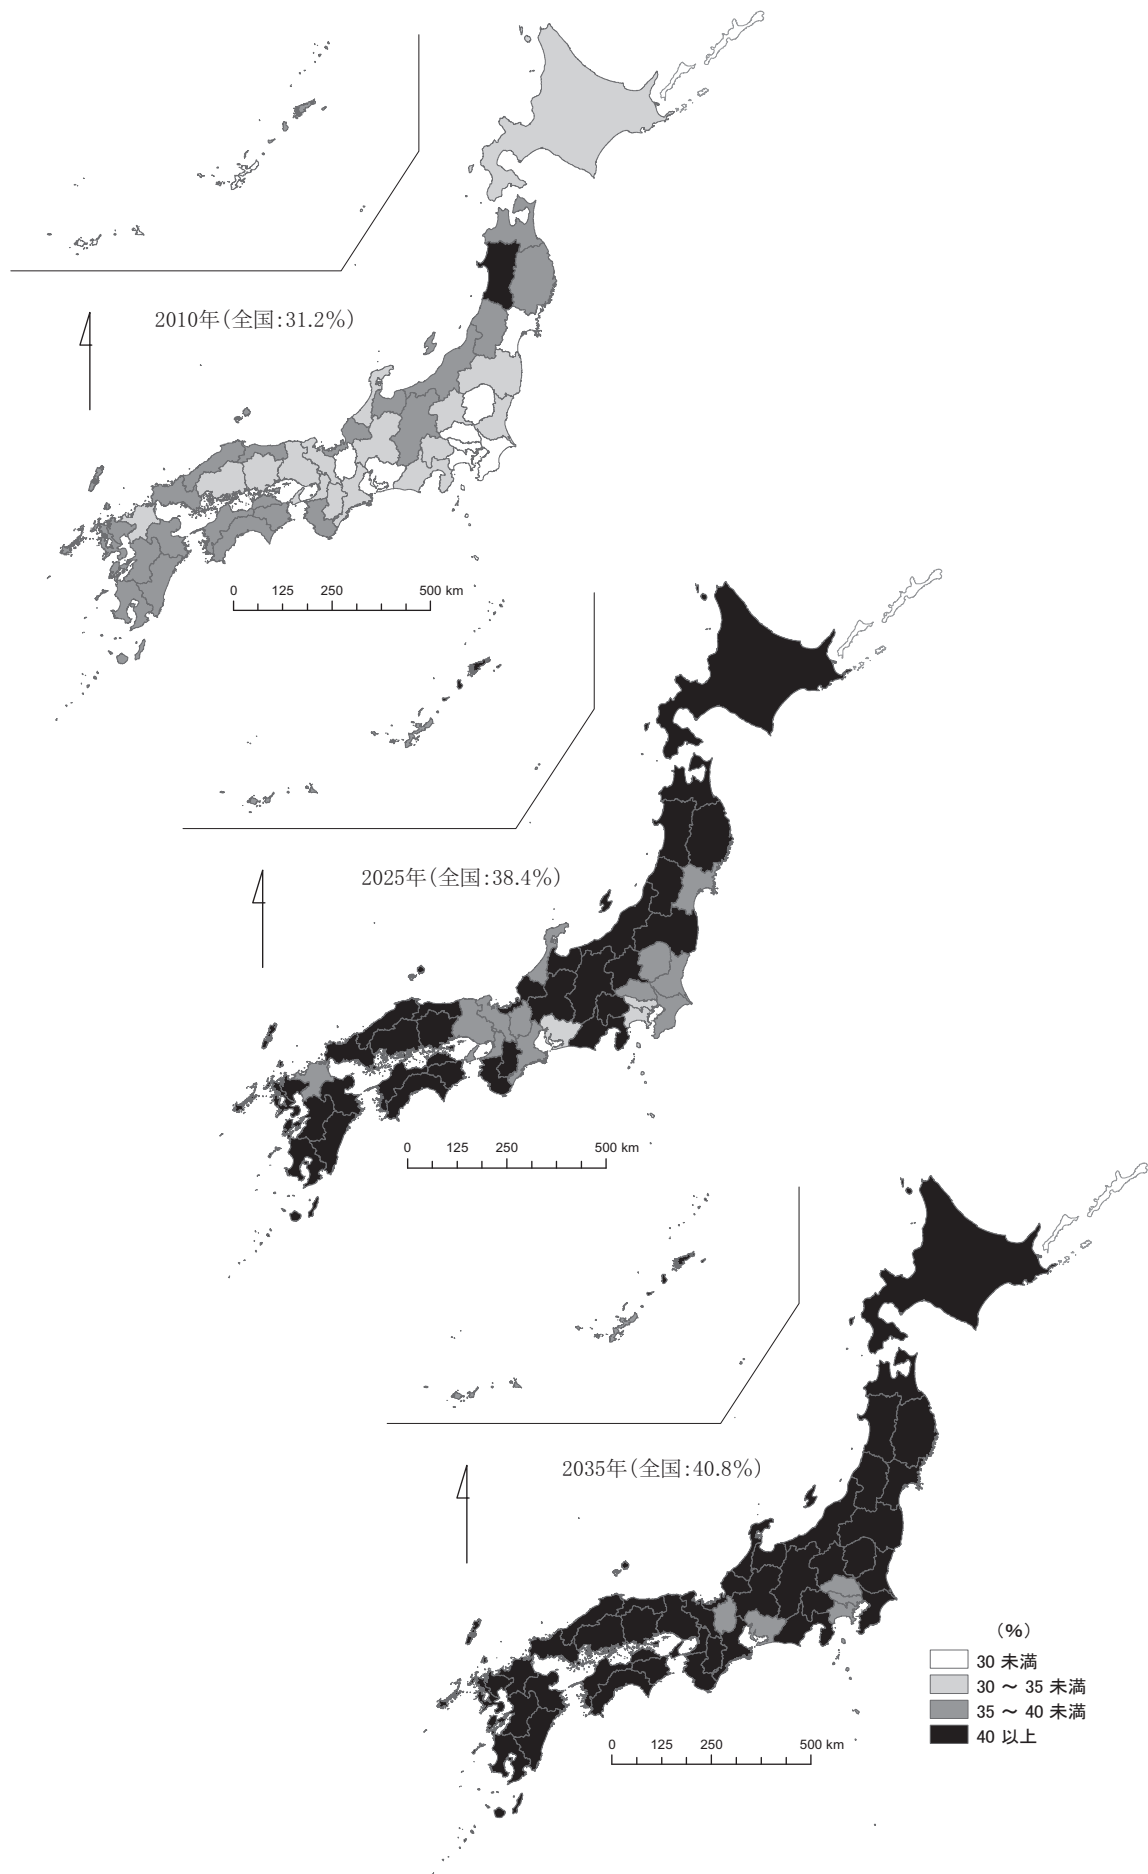 2010年（全国：31.2％）
0 125 250 500 km
2025年（全国：38.4％）
0 125 250 500 km
2035年（全国：40.8％）
（％）
30 未満
30 ～ 35 未満
35 ～ 40 未満
40 以上
0 125 250 500 km